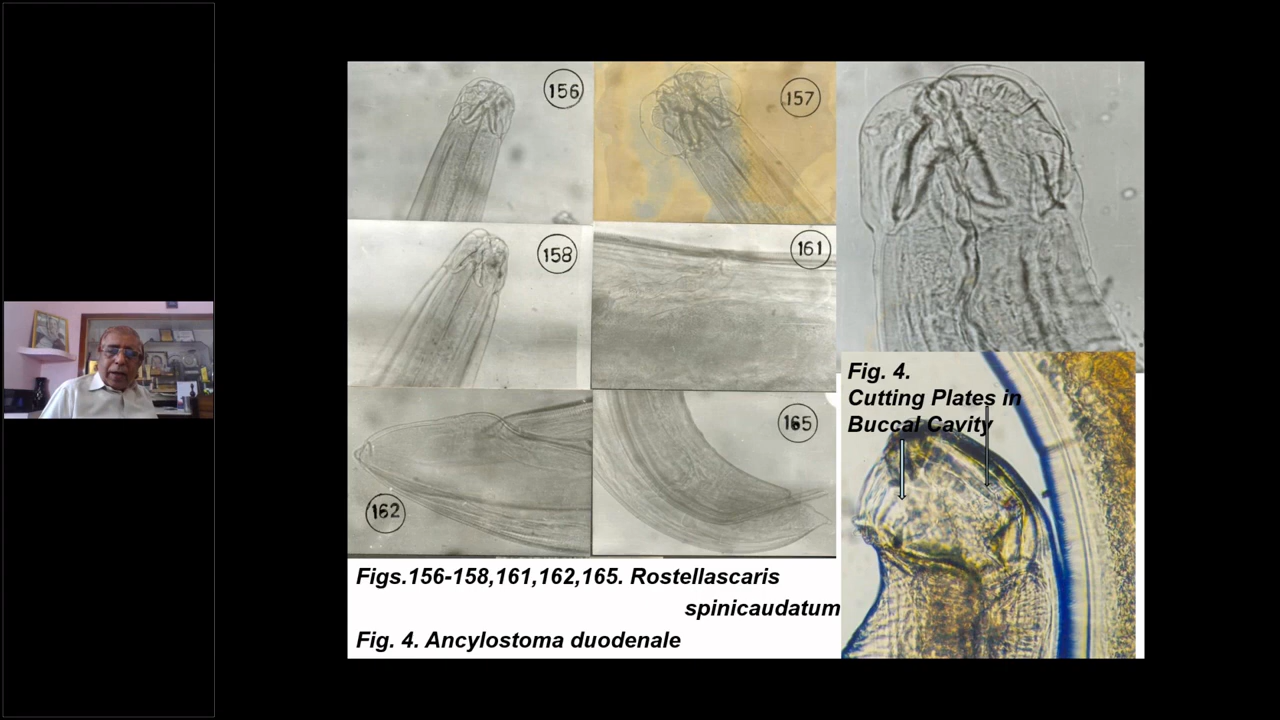 156
157
158
161
162
165
Fig. 4.
Cutting Plates in
Buccal Cavity
Figs.156-158,161,162,165. Rostellascaris
spinicaudatum
Fig. 4. Ancylostoma duodenale